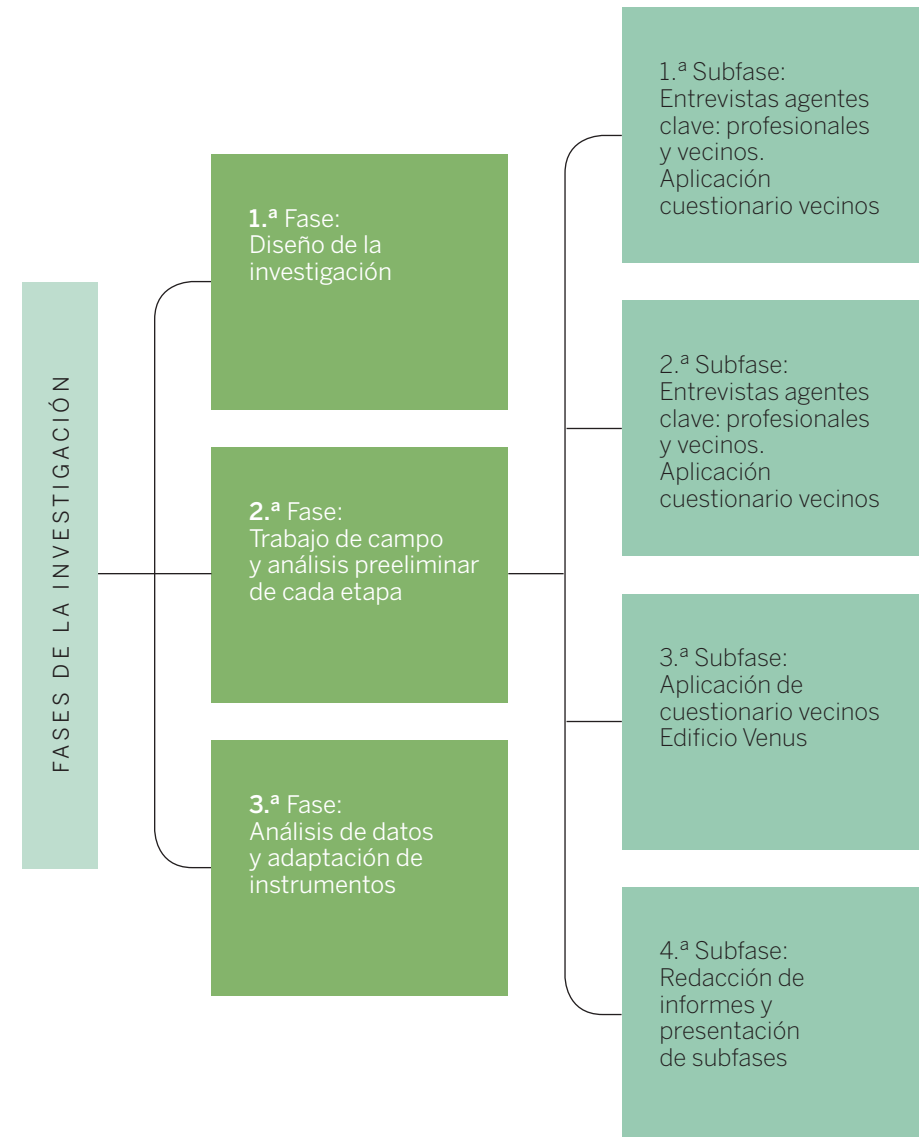 FASES DE LA INVESTIGACIÓN
1.ª Fase:
Diseño de la
investigación
2.ª Fase:
Trabajo de campo
y análisis preeliminar
de cada etapa
3.ª Fase:
Análisis de datos
y adaptación de
instrumentos
1.ª Subfase:
Entrevistas agentes
clave: profesionales
y vecinos.
Aplicación
cuestionario vecinos
2.ª Subfase:
Entrevistas agentes
clave: profesionales
y vecinos.
Aplicación
cuestionario vecinos
3.ª Subfase:
Aplicación de
cuestionario vecinos
Edificio Venus
4.ª Subfase:
Redacción de
informes y
presentación
de subfases